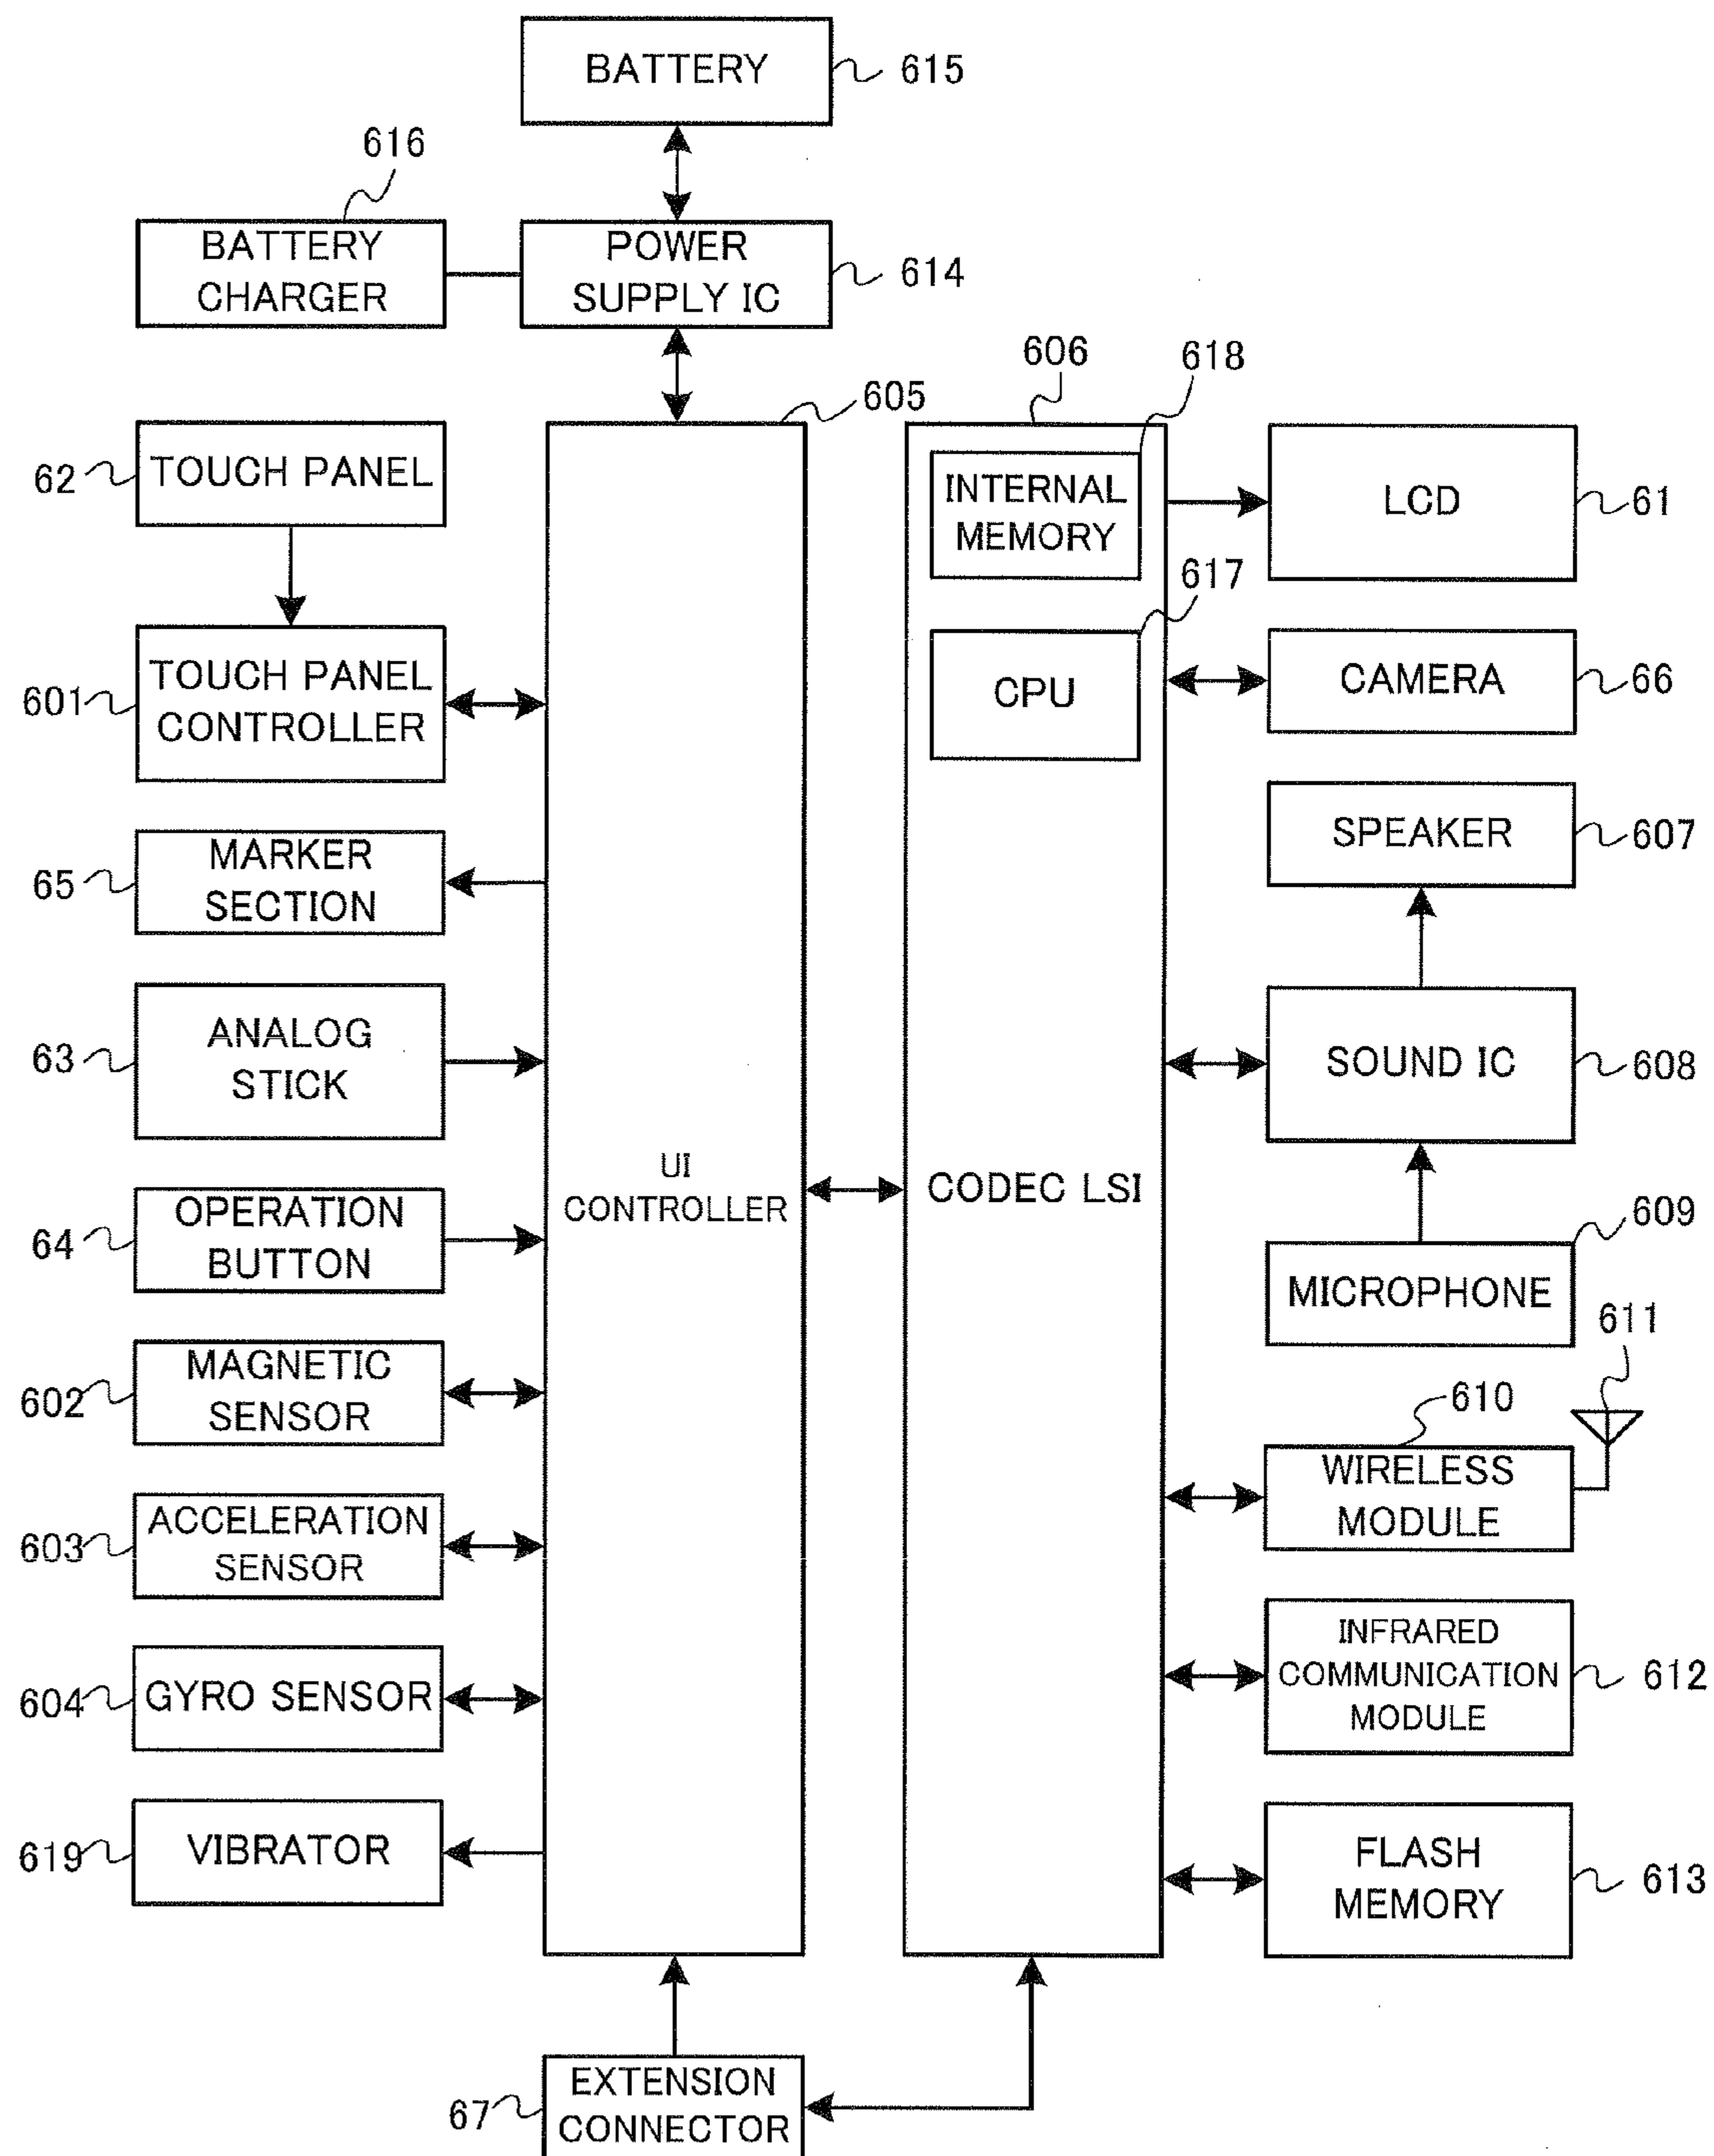 BATTERY
615
616
BATTERY
CHARGER
POWER
SUPPLY IC
614
605
606
618
62
TOUCH PANEL
INTERNAL
MEMORY
LCD
61
617
601
TOUCH PANEL
CONTROLLER
CPU
CAMERA
66
65
MARKER
SECTION
SPEAKER
607
63
ANALOG
STICK
SOUND IC
608
UI
CONTROLLER
CODEC LSI
64
OPERATION
BUTTON
609
MICROPHONE
611
602
MAGNETIC
SENSOR
610
WIRELESS
MODULE
603
ACCELERATION
SENSOR
604
GYRO SENSOR
INFRARED
COMMUNICATION
MODULE
612
619
VIBRATOR
FLASH
MEMORY
613
67
EXTENSION
CONNECTOR